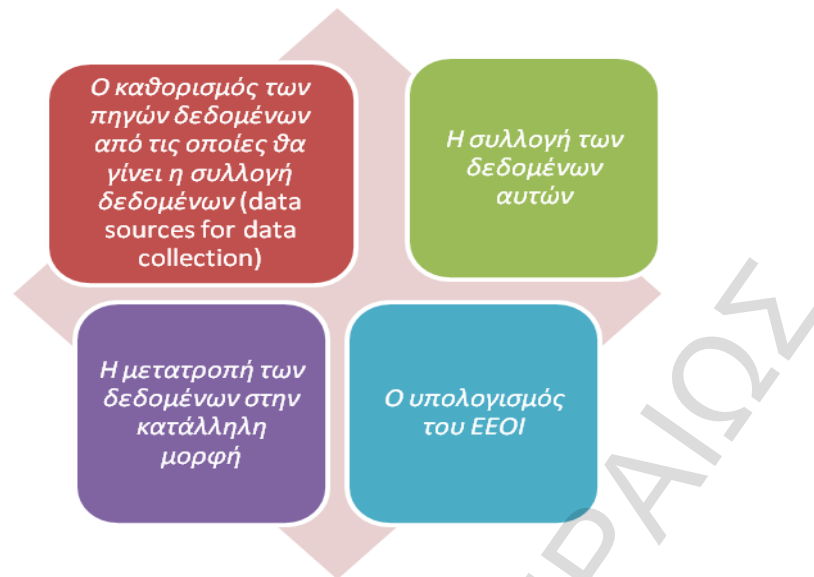 Ο καθορισμός των
πηγών δεδομένων
από τις οποίες θα
γίνει η συλλογή
δεδομένων (data
sources for data
collection)
Η συλλογή των
δεδομένων
αυτών
Η μετατροπή των
δεδομένων στην
κατάλληλη
μορφή
Ο υπολογισμός
του EEOI